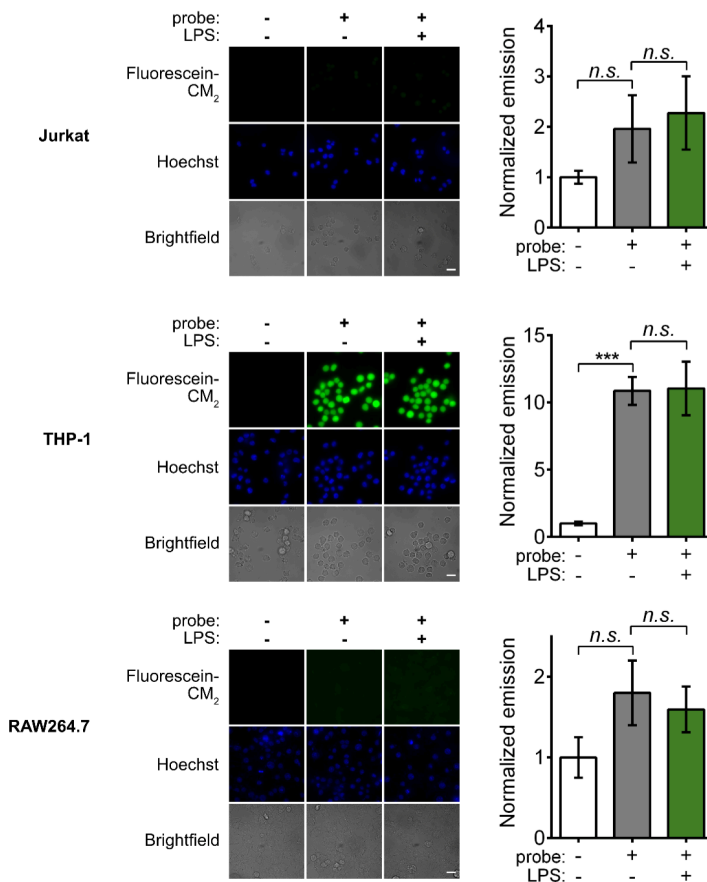 probe: - + +
LPS: - - +
Fluorescein-
CM2
Jurkat
Hoechst
Brightfield
Normalized emission
4
3
2
1
0
n.s.
n.s.
probe: - + +
LPS: - - +
probe: - + +
LPS: - - +
Fluorescein-
CM2
THP-1
Hoechst
Brightfield
Normalized emission
15
10
5
0
***
n.s.
probe: - + +
LPS: - - +
probe: - + +
LPS: - - +
Fluorescein-
CM2
RAW264.7
Hoechst
Brightfield
Normalized emission
2
1
0
n.s.
n.s.
probe: - + +
LPS: - - +